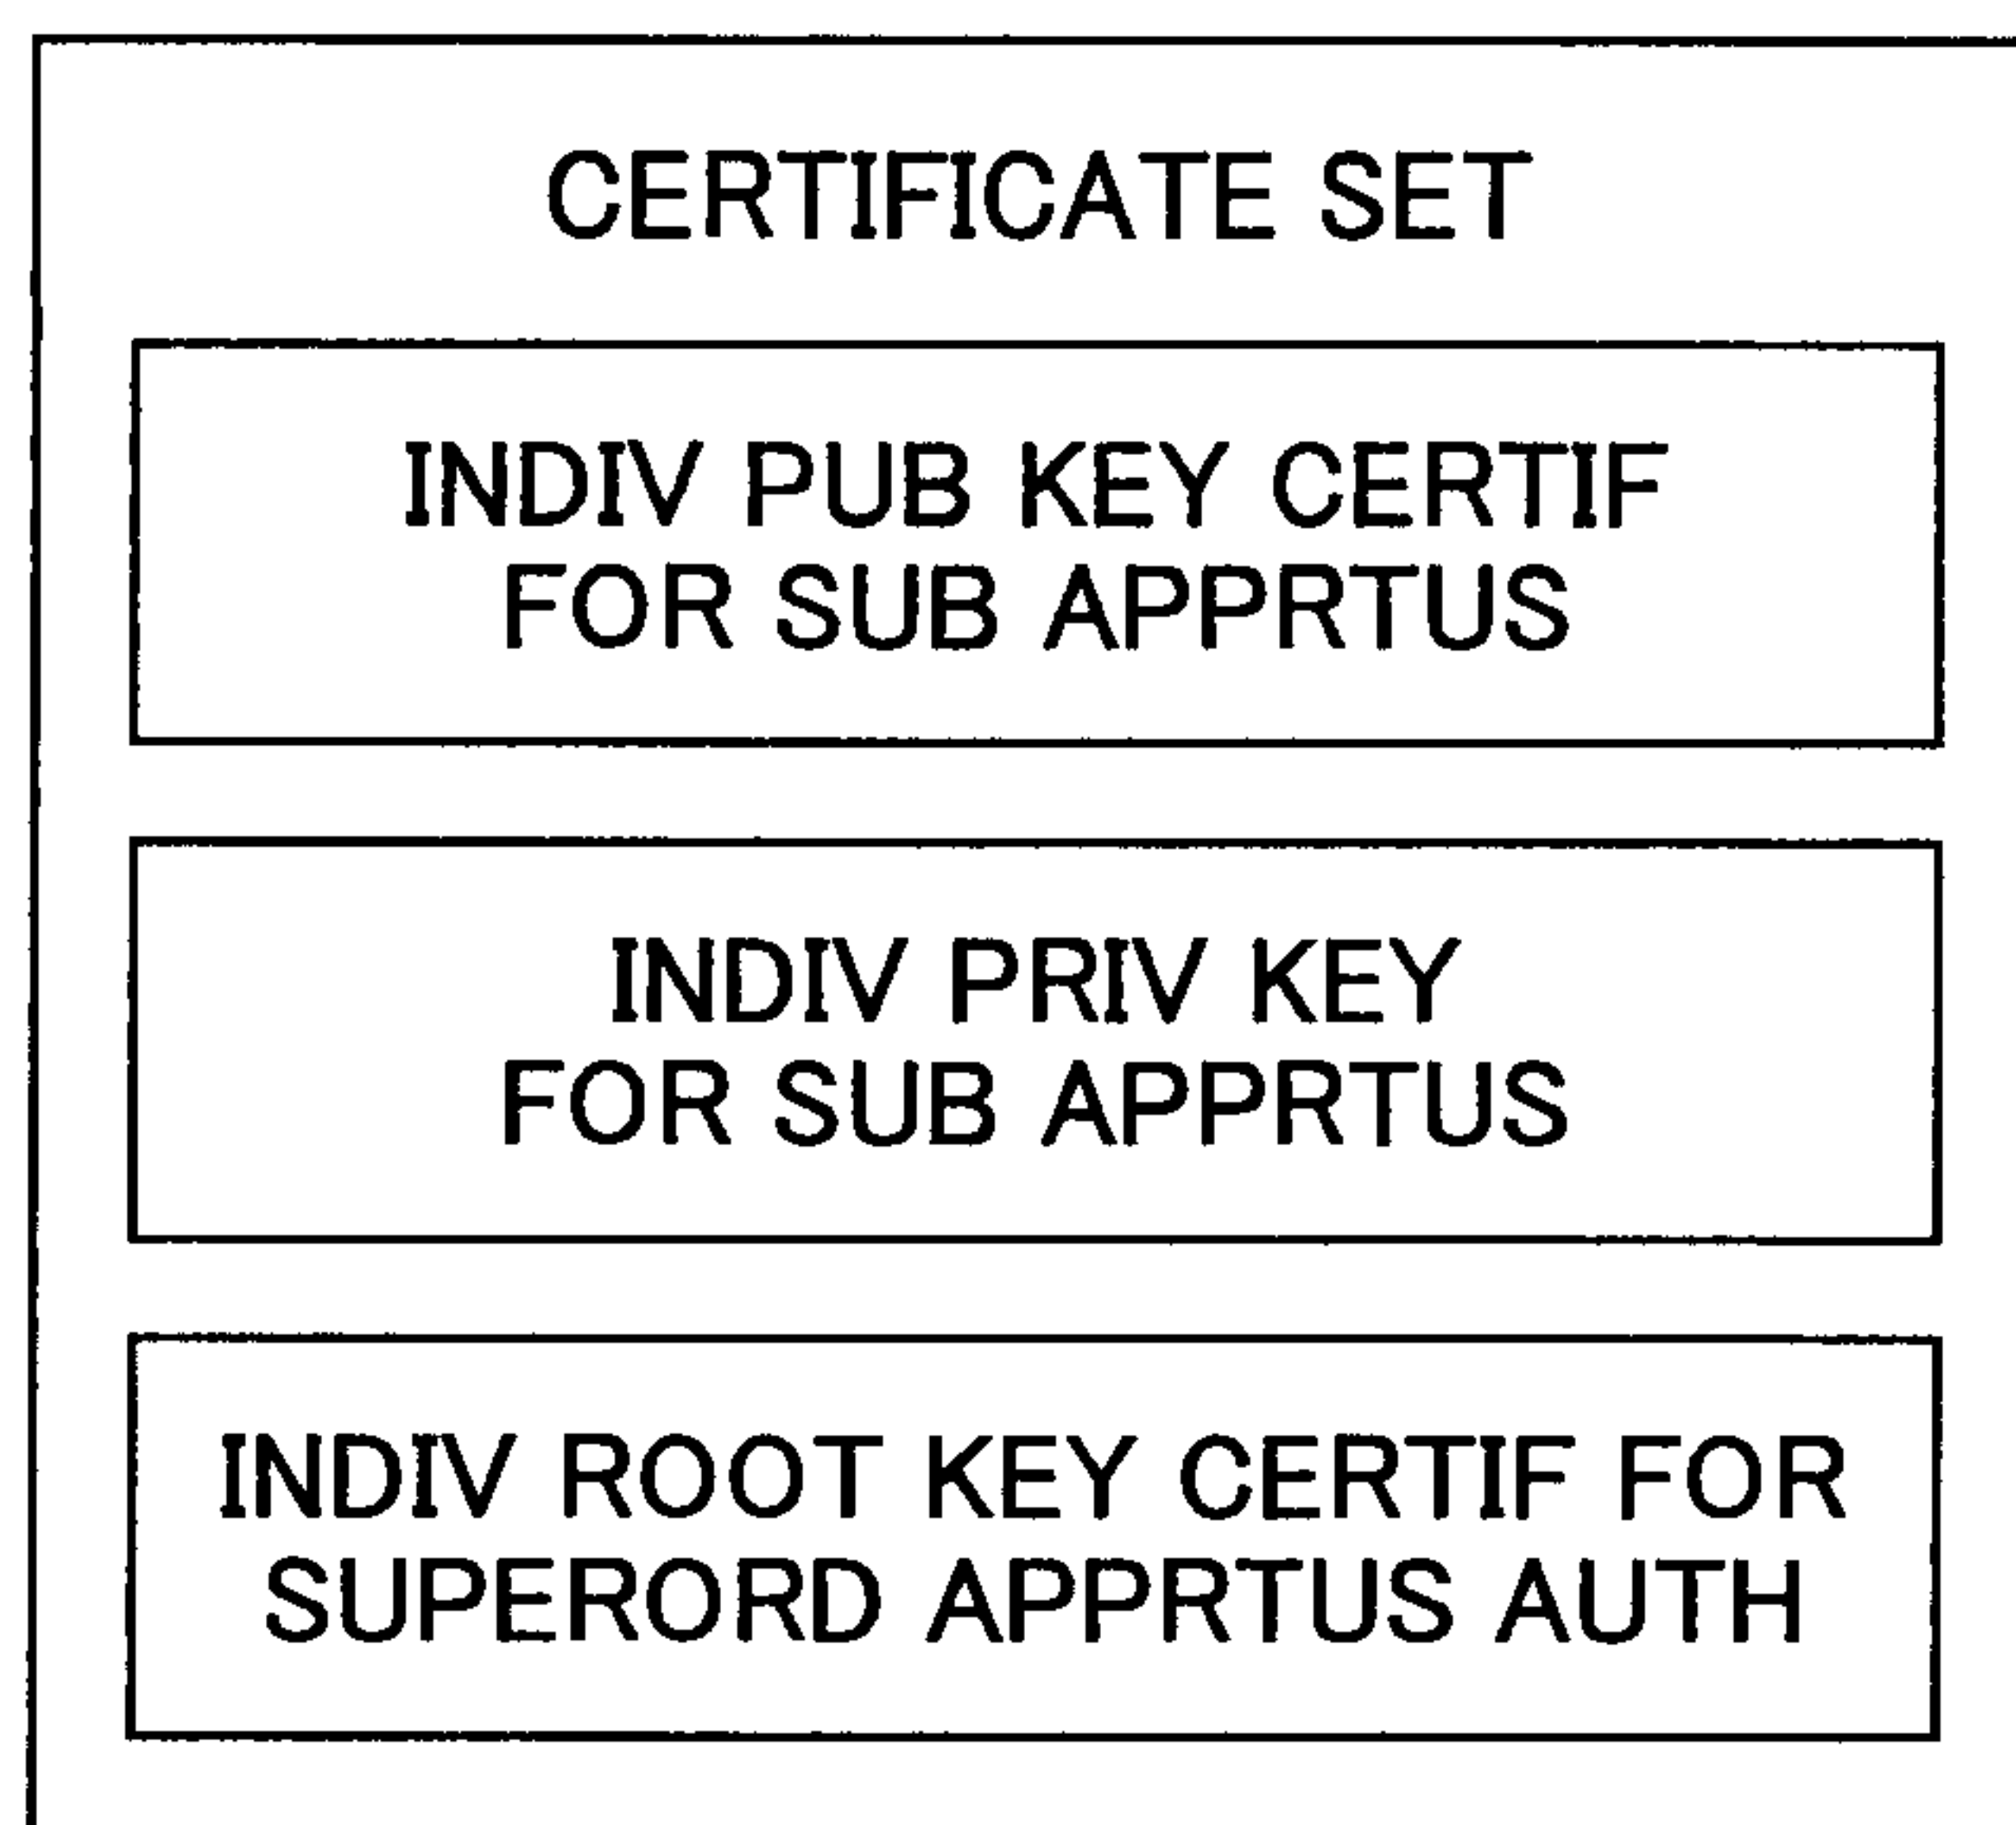 CERTIFICATE SET
INDIV PUB KEY CERTIF
FOR SUB APPRTUS
INDIV PRIV KEY
FOR SUB APPRTUS
INDIV ROOT KEY CERTIF FOR
SUPERORD APPRTUS AUTH